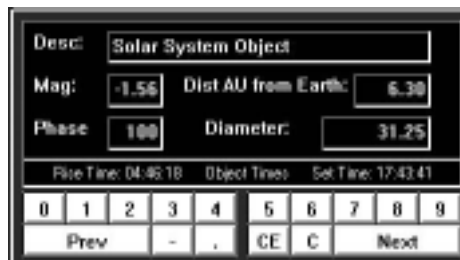 Desc: Solar System Object
Mag: -1.56 Dist AU from Earth: 6.30
Phase 100 Diameter: 31.25
Rise Time: 04:46:18 Object Times Set Time: 17:43:41
0 1 2 3 4 5 6 7 8 9
Prev - . CE C Next